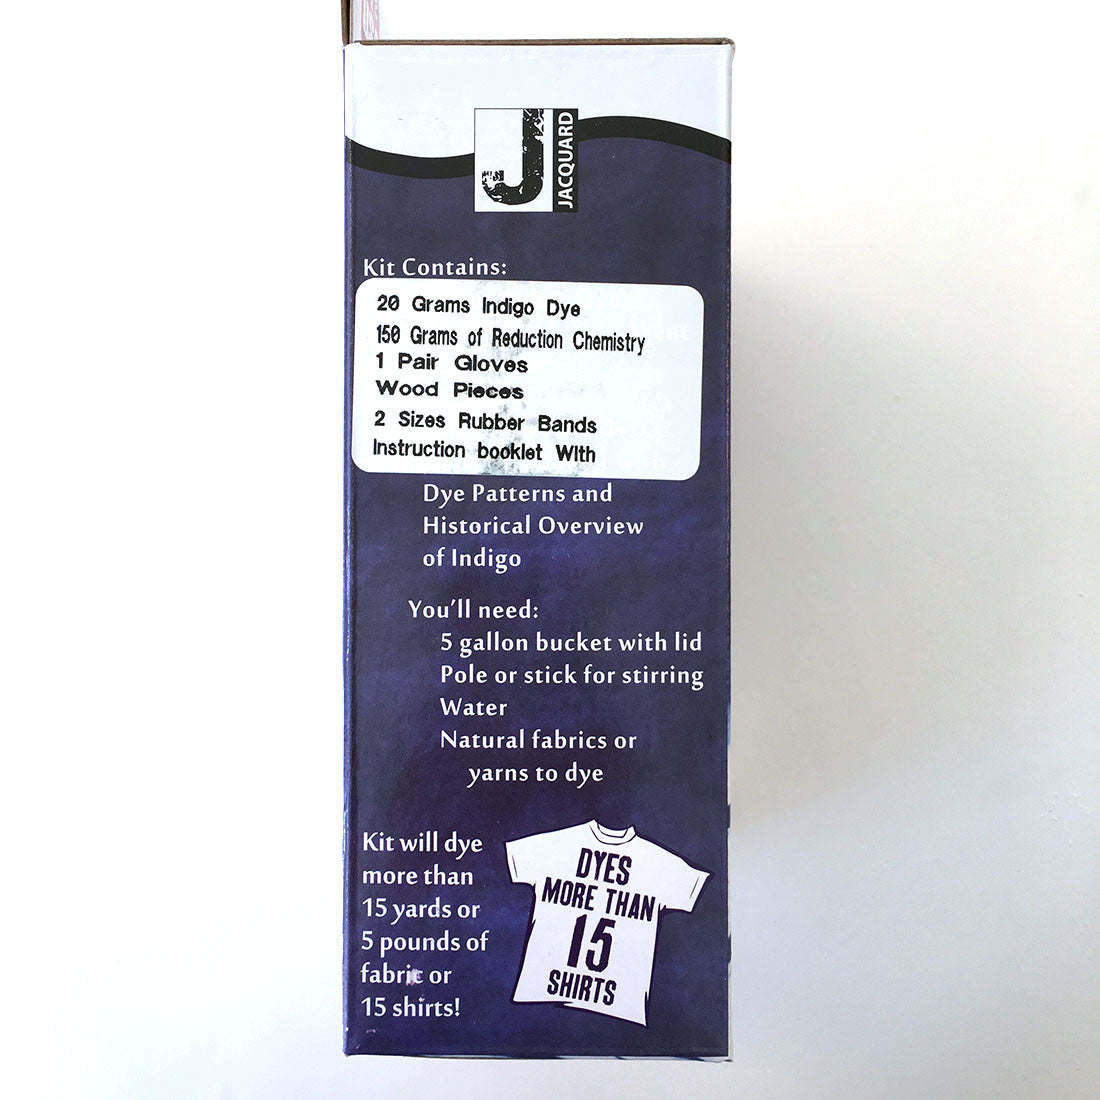 JACQUARD
Kit Contains:
20 Grams Indigo Dye
150 Grams of Reduction Chemistry
1 Pair Gloves
Wood Pieces
2 Sizes Rubber Bands
Instruction booklet With
Dye Patterns and
Historical Overview
of Indigo
You'll need:
5 gallon bucket with lid
Pole or stick for stirring
Water
Natural fabrics or
yarns to dye
Kit will dye
more than
15 yards or
5 pounds of
fabric or
15 shirts!
DYES
MORE THAN
15
SHIRTS